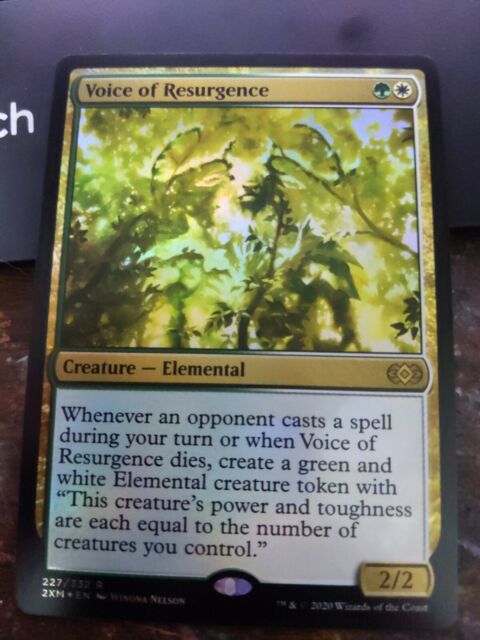 ch
Voice of Resurgence
Creature — Elemental
Whenever an opponent casts a spell
during your turn or when Voice of
Resurgence dies, create a green and
white Elemental creature token with
“This creature’s power and toughness
are each equal to the number of
creatures you control.”
2/2
227/332 R
2XM ★ EN Winona Nelson
™ & © 2020 Wizards of the Coast